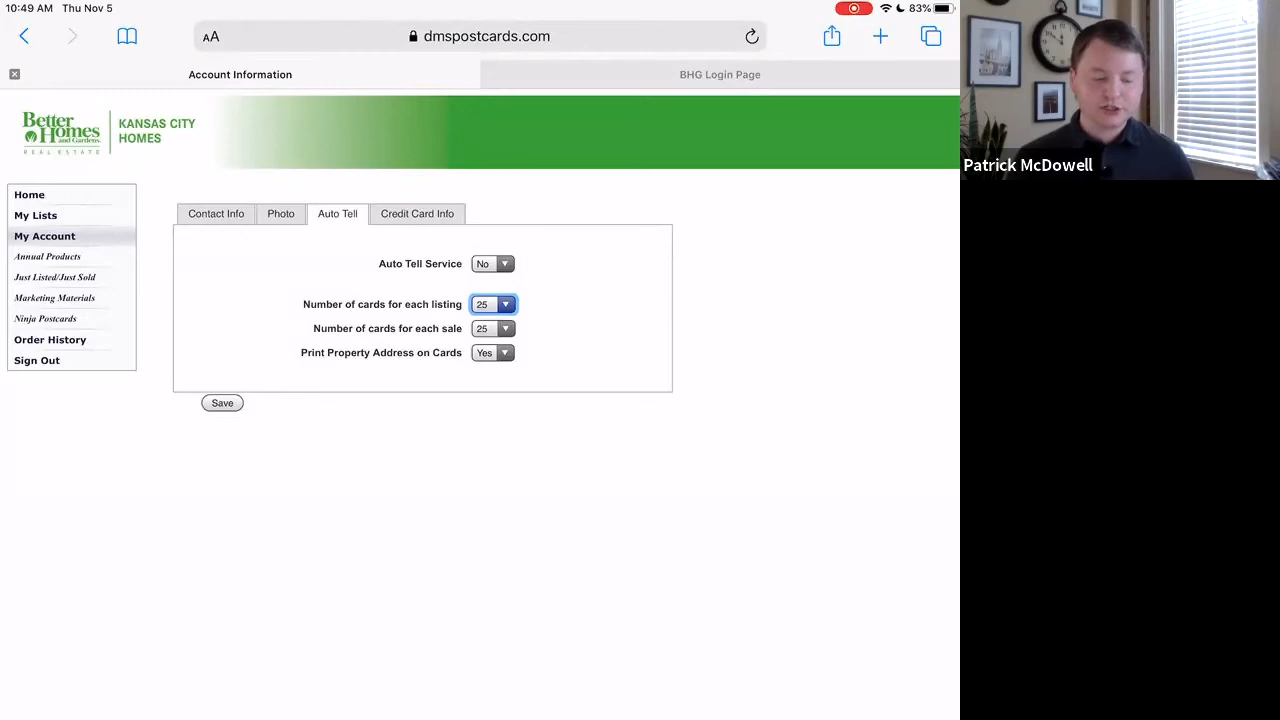 10:49 AM Thu Nov 5
83%
AA
dmspostcards.com
Account Information
BHG Login Page
Better
Homes
and Gardens
REAL ESTATE
KANSAS CITY
HOMES
Home
My Lists
My Account
Annual Products
Just Listed/Just Sold
Marketing Materials
Ninja Postcards
Order History
Sign Out
Contact Info
Photo
Auto Tell
Credit Card Info
Auto Tell Service No
Number of cards for each listing 25
Number of cards for each sale 25
Print Property Address on Cards Yes
Save
Patrick McDowell